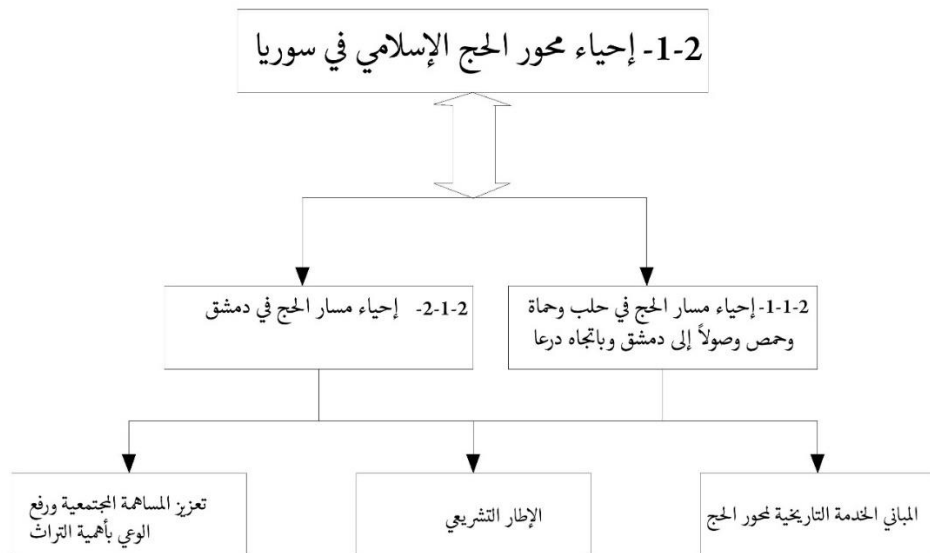 2-1- إحياء محور الحج الإسلامي في سوريا
2-1-1- إحياء مسار الحج في حلب وحماة
وحمص وصولاً إلى دمشق وباتجاه درعا
2-1-2- إحياء مسار الحج في دمشق
المباني الخدمة التاريخية لمحور الحج
الإطار التشريعي
تعزيز المساهمة المجتمعية ورفع
الوعي بأهمية التراث